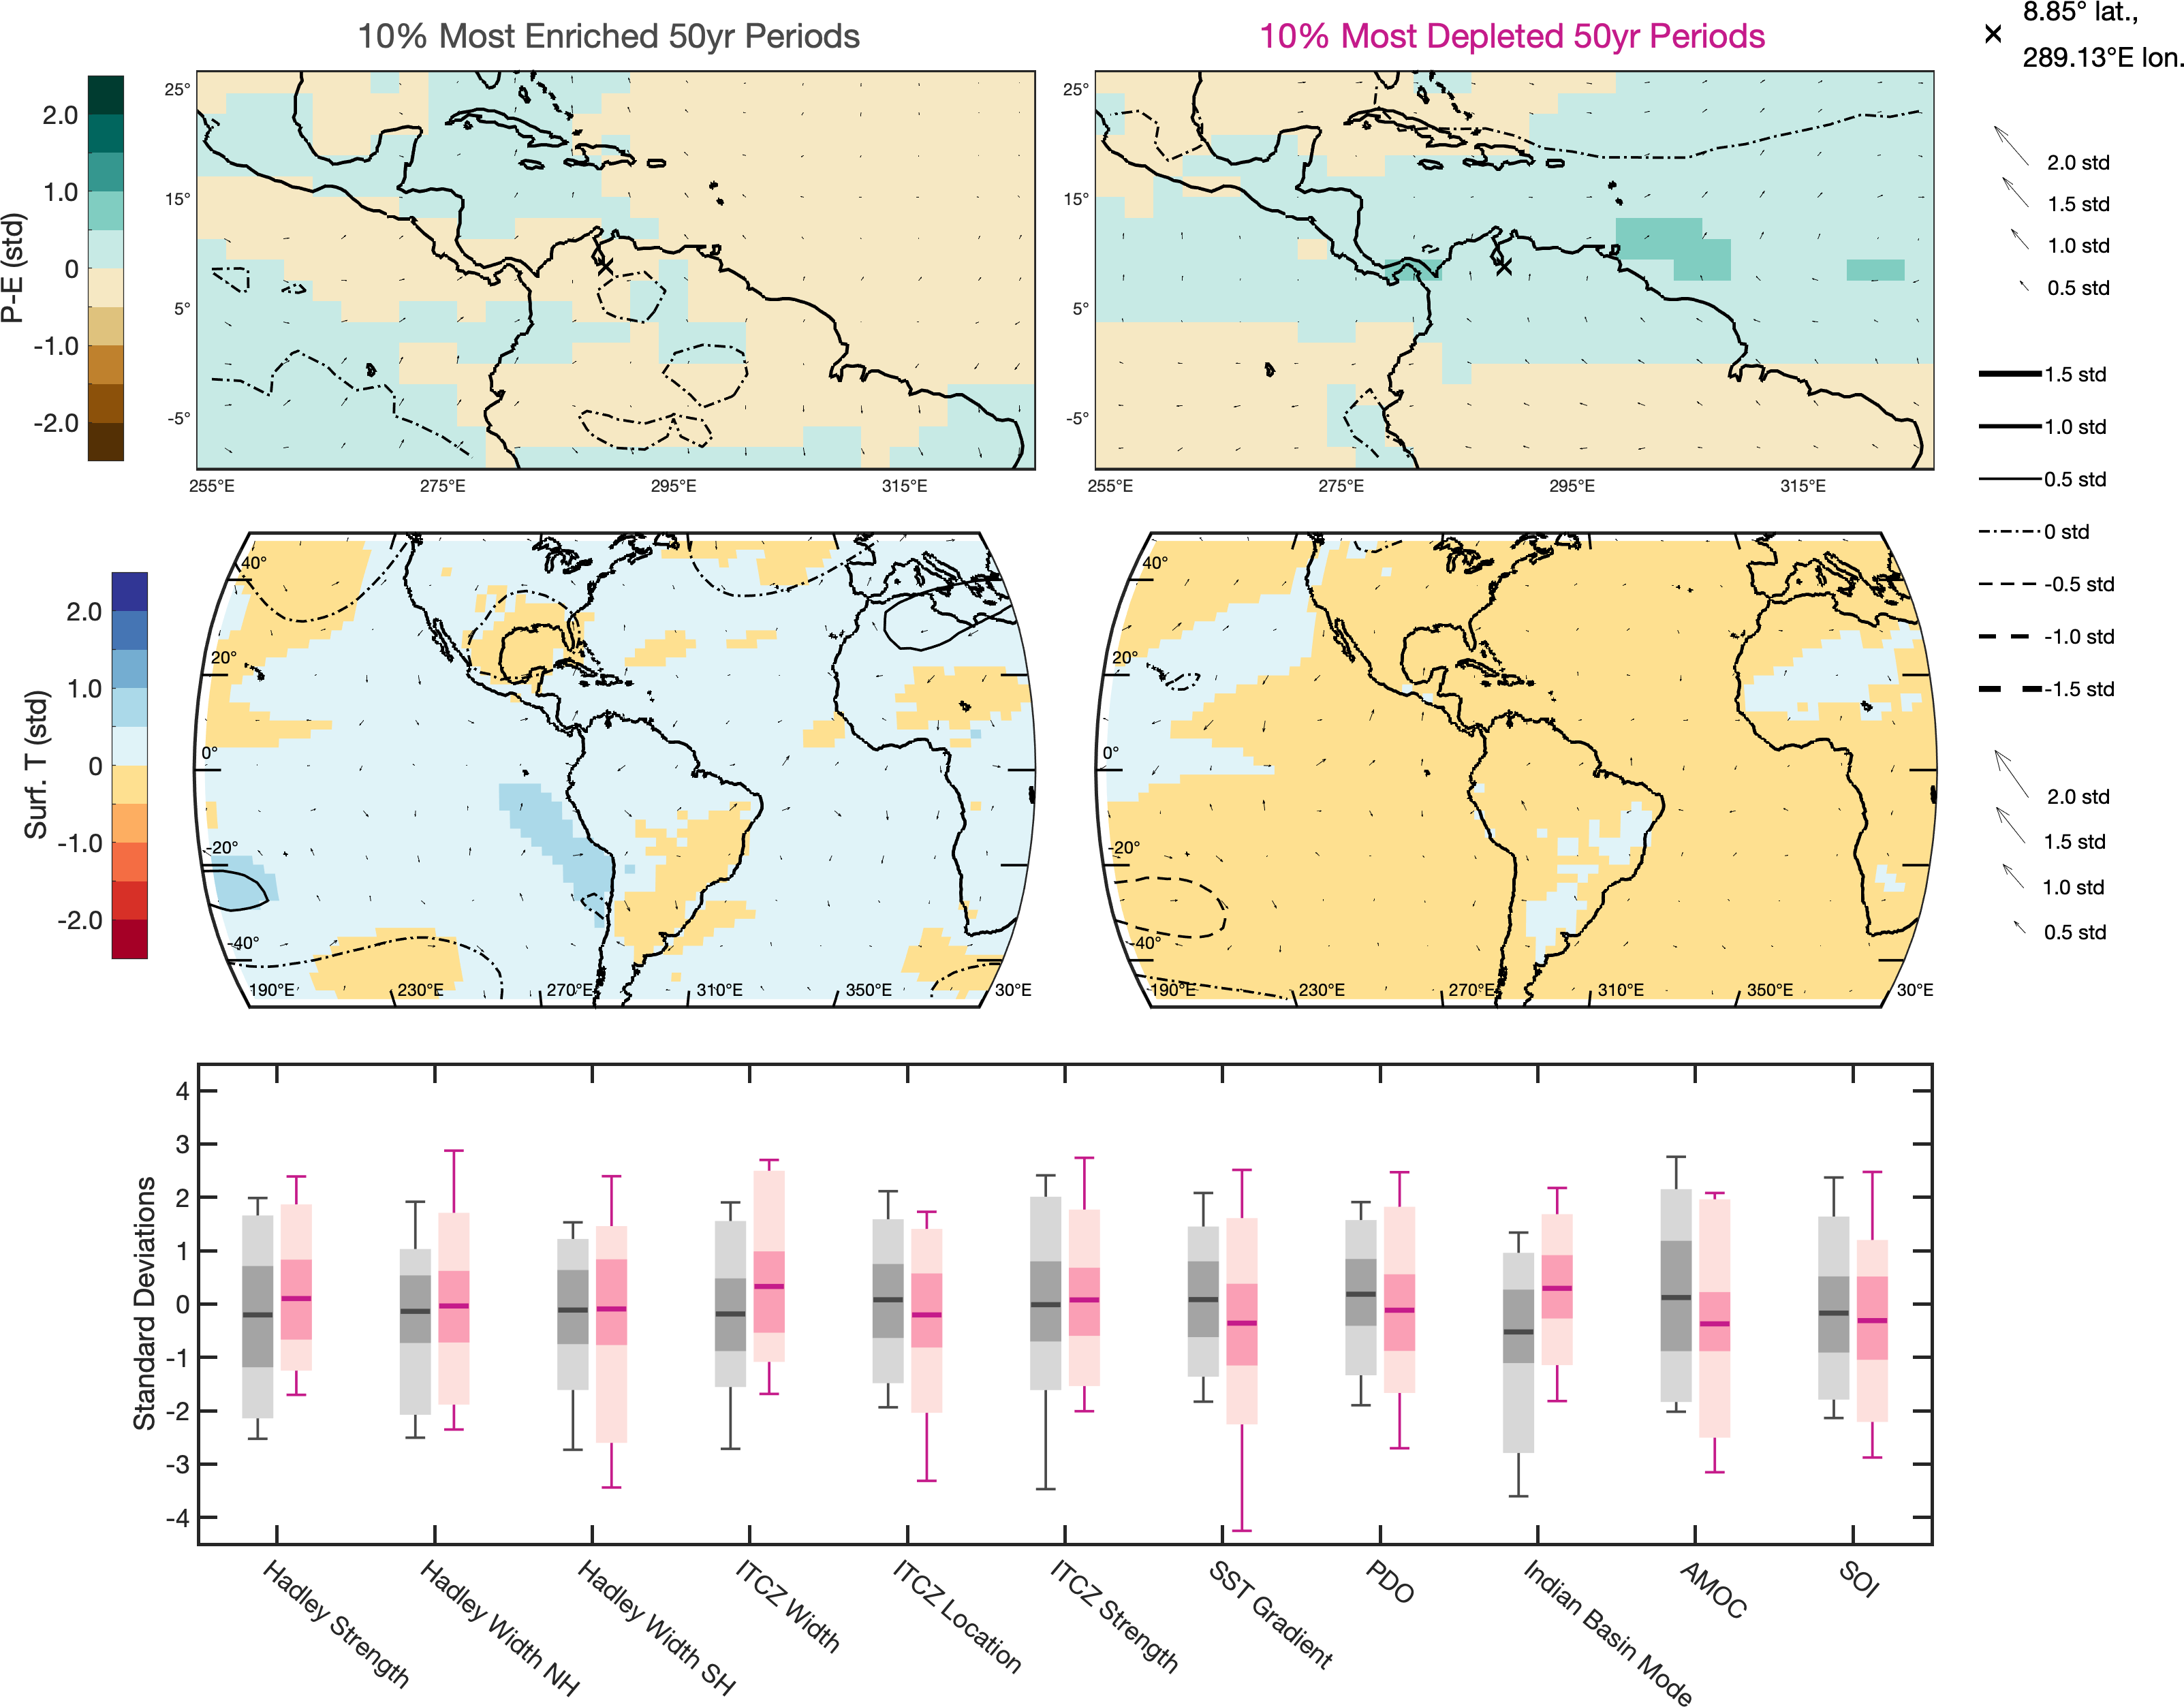 10% Most Enriched 50yr Periods
10% Most Depleted 50yr Periods
8.85° lat.,
289.13°E lon.
P-E (std)
2.0
1.0
0
-1.0
-2.0
25°
15°
5°
-5°
255°E 275°E 295°E 315°E
25°
15°
5°
-5°
255°E 275°E 295°E 315°E
2.0 std
1.5 std
1.0 std
0.5 std
1.5 std
1.0 std
0.5 std
0 std
-0.5 std
-1.0 std
-1.5 std
Surf. T (std)
2.0
1.0
0
-1.0
-2.0
40°
20°
0°
-20°
-40°
190°E 230°E 270°E 310°E 350°E 30°E
40°
20°
0°
-20°
-40°
190°E 230°E 270°E 310°E 350°E 30°E
2.0 std
1.5 std
1.0 std
0.5 std
Standard Deviations
4
3
2
1
0
-1
-2
-3
-4
Hadley Strength
Hadley Width NH
Hadley Width SH
ITCZ Width
ITCZ Location
ITCZ Strength
SST Gradient
PDO
Indian Basin Mode
AMOC
SOI